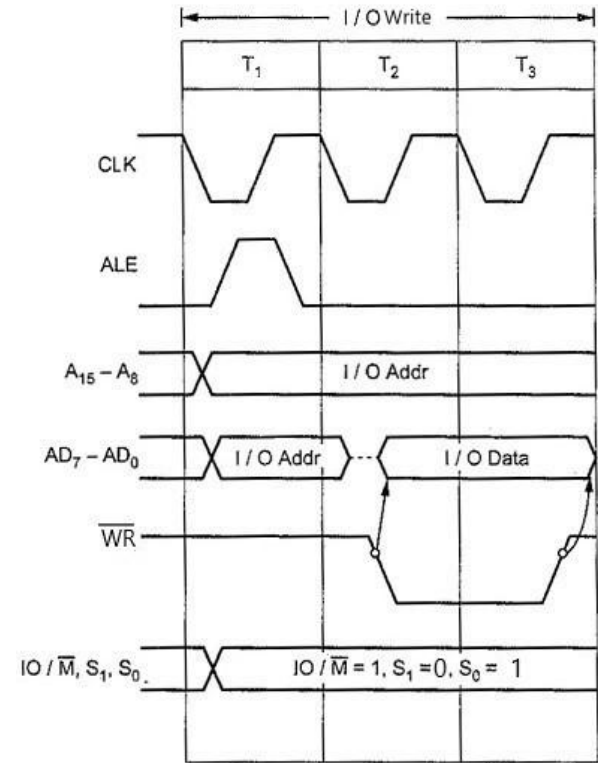 I / O Write
T₁ T₂ T₃
CLK
ALE
A₁₅ – A₈ I / O Addr
AD₇ – AD₀ I / O Addr I / O Data
W̅R̅
IO / M̅, S₁, S₀ IO / M̅ = 1, S₁ = 0, S₀ = 1